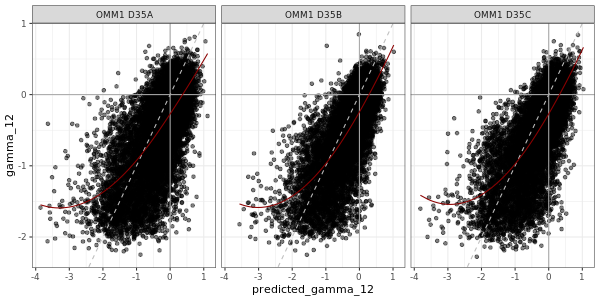 OMM1 D35A OMM1 D35B OMM1 D35C
gamma_12
1
0
-1
-2
-4 -3 -2 -1 0 1 -4 -3 -2 -1 0 1 -4 -3 -2 -1 0 1
predicted_gamma_12